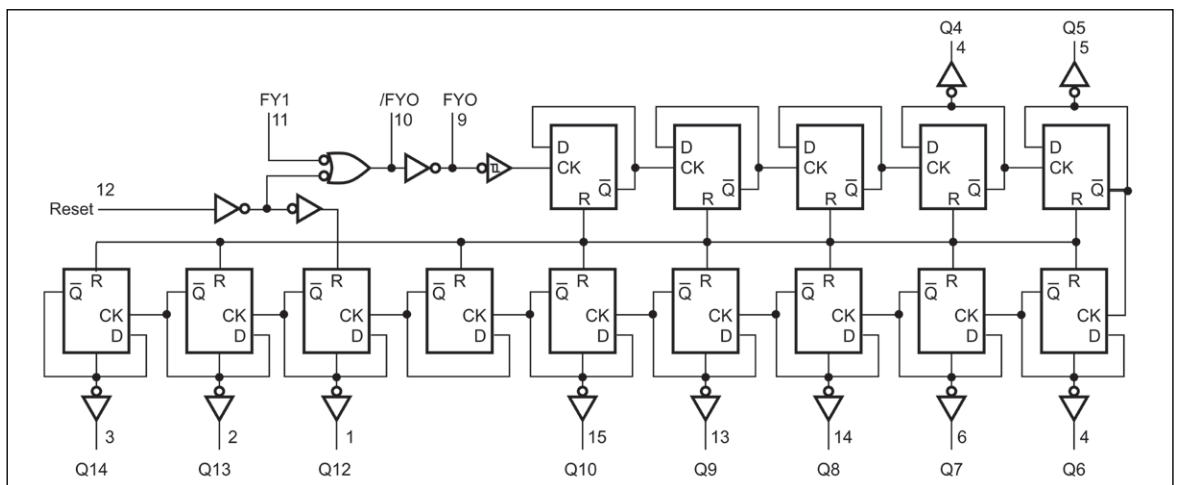 Q4 Q5
4 5
FY1 /FYO FYO
11 10 9
D D D D D
CK CK CK CK CK
Q̅ Q̅ Q̅ Q̅ Q̅
12
Reset
R R R R R
R R R R R R R R R
Q̅ Q̅ Q̅ Q̅ Q̅ Q̅ Q̅ Q̅ Q̅
CK CK CK CK CK CK CK CK CK
D D D D D D D D D
3 2 1 15 13 14 6 4
Q14 Q13 Q12 Q10 Q9 Q8 Q7 Q6